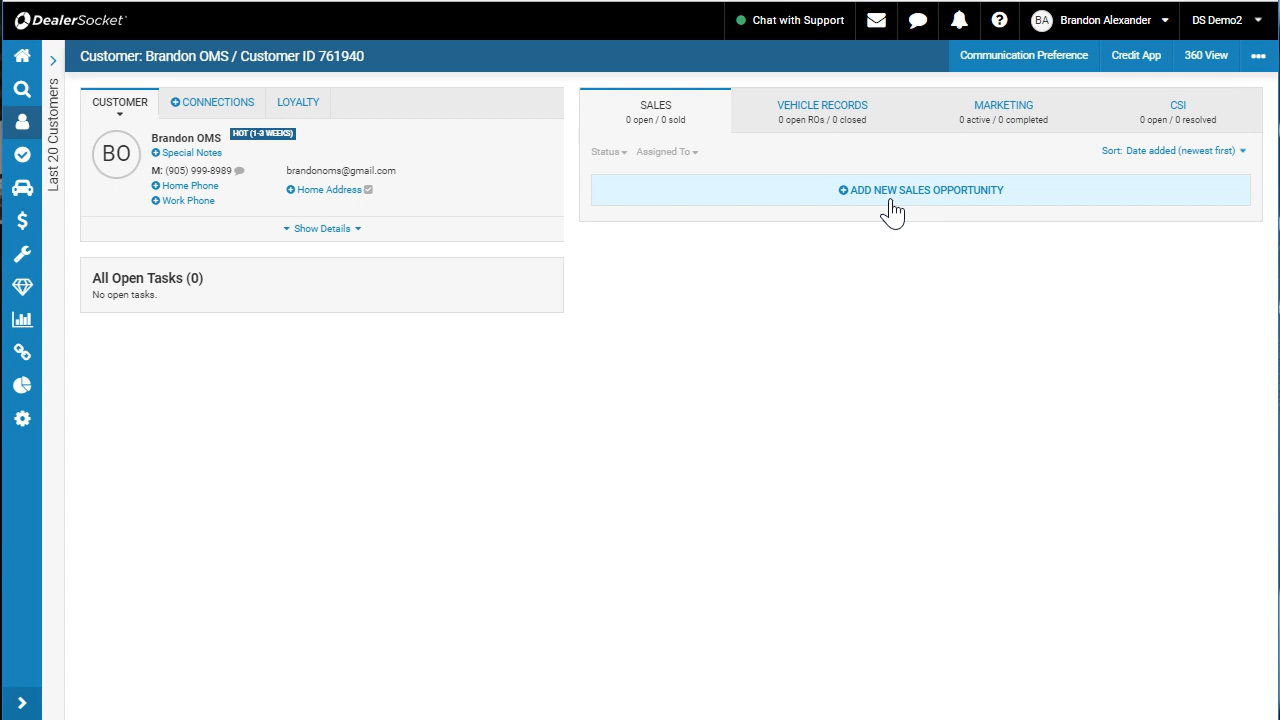 DealerSocket
Chat with Support
BA
Brandon Alexander
DS Demo2
Customer: Brandon OMS / Customer ID 761940
Communication Preference
Credit App
360 View
Last 20 Customers
CUSTOMER
CONNECTIONS
LOYALTY
BO
Brandon OMS
HOT (1-3 WEEKS)
Special Notes
M: (905) 999-8989
brandonoms@gmail.com
Home Phone
Home Address
Work Phone
Show Details
All Open Tasks (0)
No open tasks.
SALES
0 open / 0 sold
VEHICLE RECORDS
0 open ROs / 0 closed
MARKETING
0 active / 0 completed
CSI
0 open / 0 resolved
Status
Assigned To
Sort: Date added (newest first)
ADD NEW SALES OPPORTUNITY